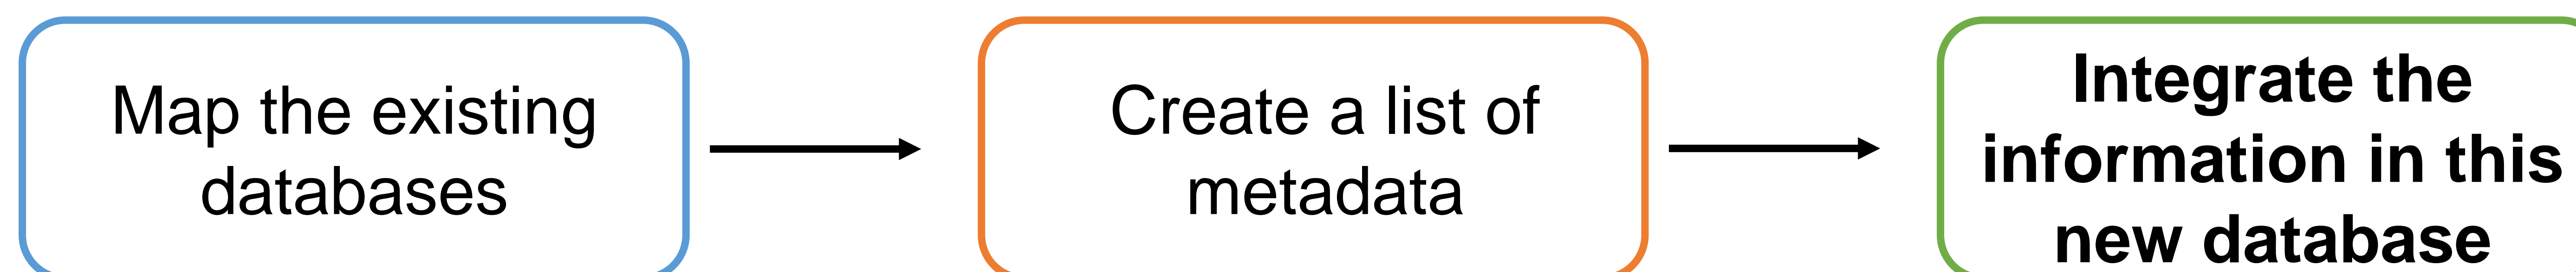 Map the existing
databases
Create a list of
metadata
Integrate the
information in this
new database